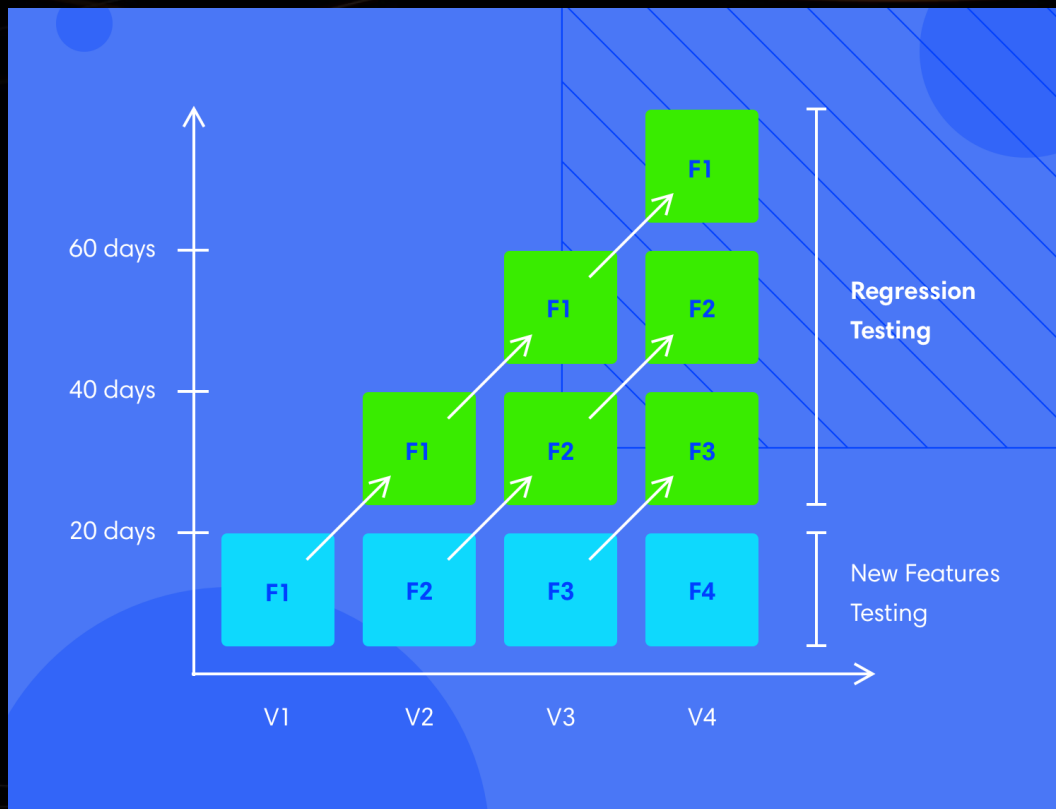 F1
60 days
F1
F2
Regression
Testing
40 days
F1
F2
F3
20 days
F1
F2
F3
F4
New Features
Testing
V1
V2
V3
V4